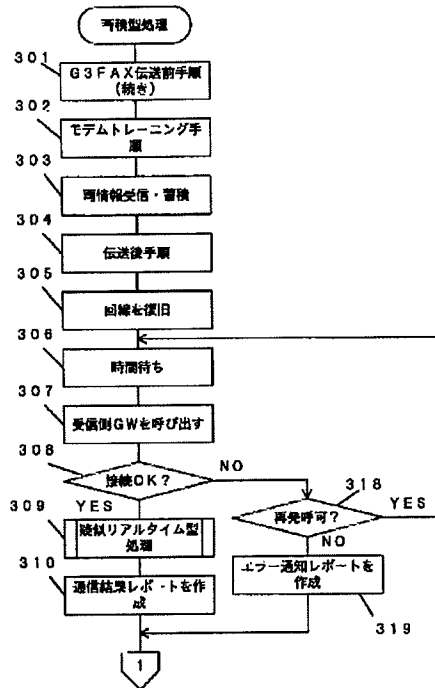 蓄積型処理
301
G3FAX伝送前手順
(続き)
302
モデムトレーニング手
順
303
画情報受信・蓄積
304
伝送後手順
305
回線を復旧
306
時間待ち
307
受信側GWを呼び出す
308
接続OK?
NO
318
YES
再発呼可?
YES
309
疑似リアルタイム型
処理
NO
310
通信結果レポートを作
成
エラー通知レポートを
作成
319
1